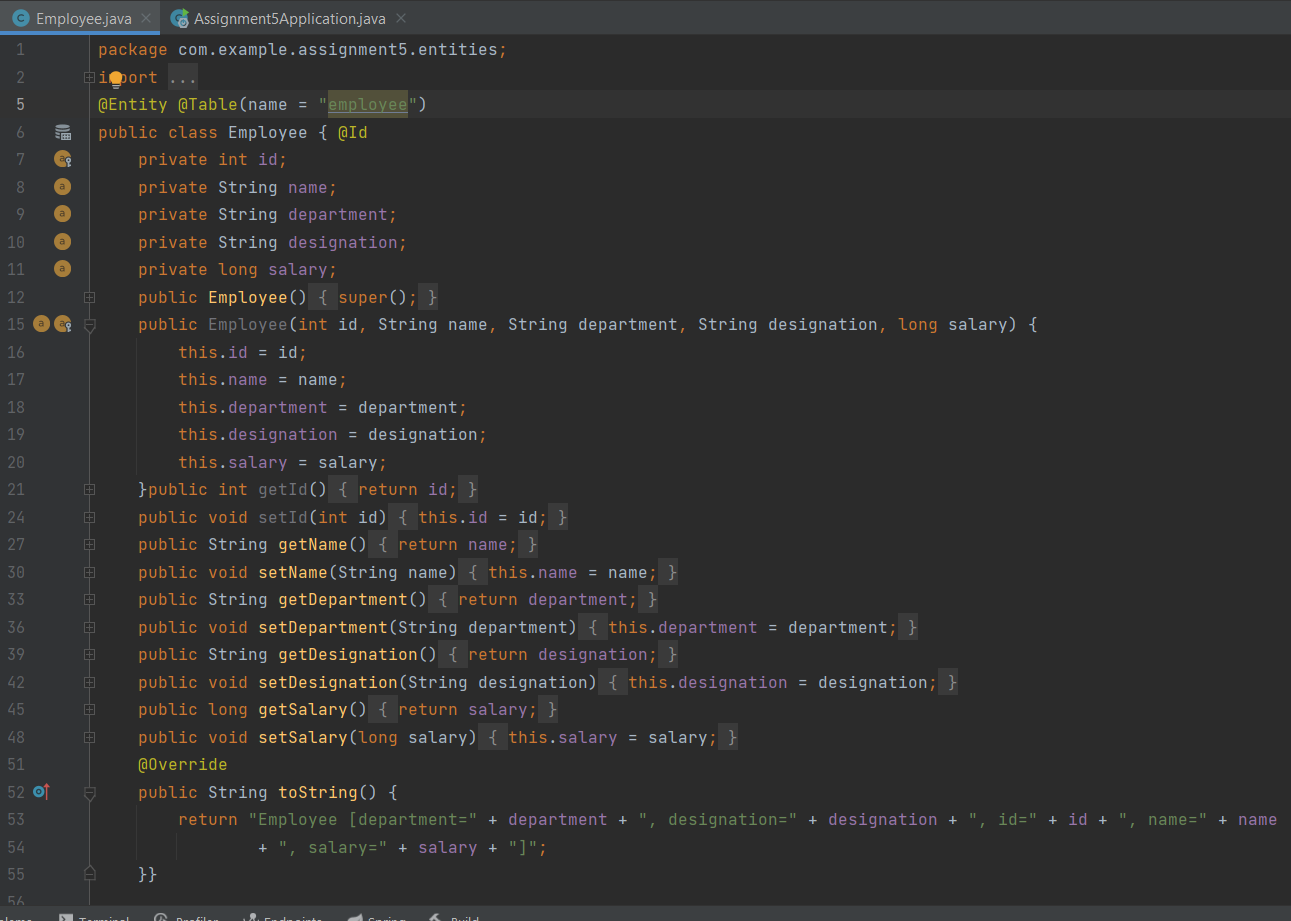 Employee.java Assignment5Application.java
1 package com.example.assignment5.entities;
2 import ...
5 @Entity @Table(name = "employee")
6 public class Employee { @Id
7 private int id;
8 private String name;
9 private String department;
10 private String designation;
11 private long salary;
12 public Employee() { super(); }
15 public Employee(int id, String name, String department, String designation, long salary) {
16 this.id = id;
17 this.name = name;
18 this.department = department;
19 this.designation = designation;
20 this.salary = salary;
21 }public int getId() { return id; }
24 public void setId(int id) { this.id = id; }
27 public String getName() { return name; }
30 public void setName(String name) { this.name = name; }
33 public String getDepartment() { return department; }
36 public void setDepartment(String department) { this.department = department; }
39 public String getDesignation() { return designation; }
42 public void setDesignation(String designation) { this.designation = designation; }
45 public long getSalary() { return salary; }
48 public void setSalary(long salary) { this.salary = salary; }
51 @Override
52 public String toString() {
53 return "Employee [department=" + department + ", designation=" + designation + ", id=" + id + ", name=" + name
54 + ", salary=" + salary + "]";
55 }}
56
Terminal Profiler Endpoints Spring Build